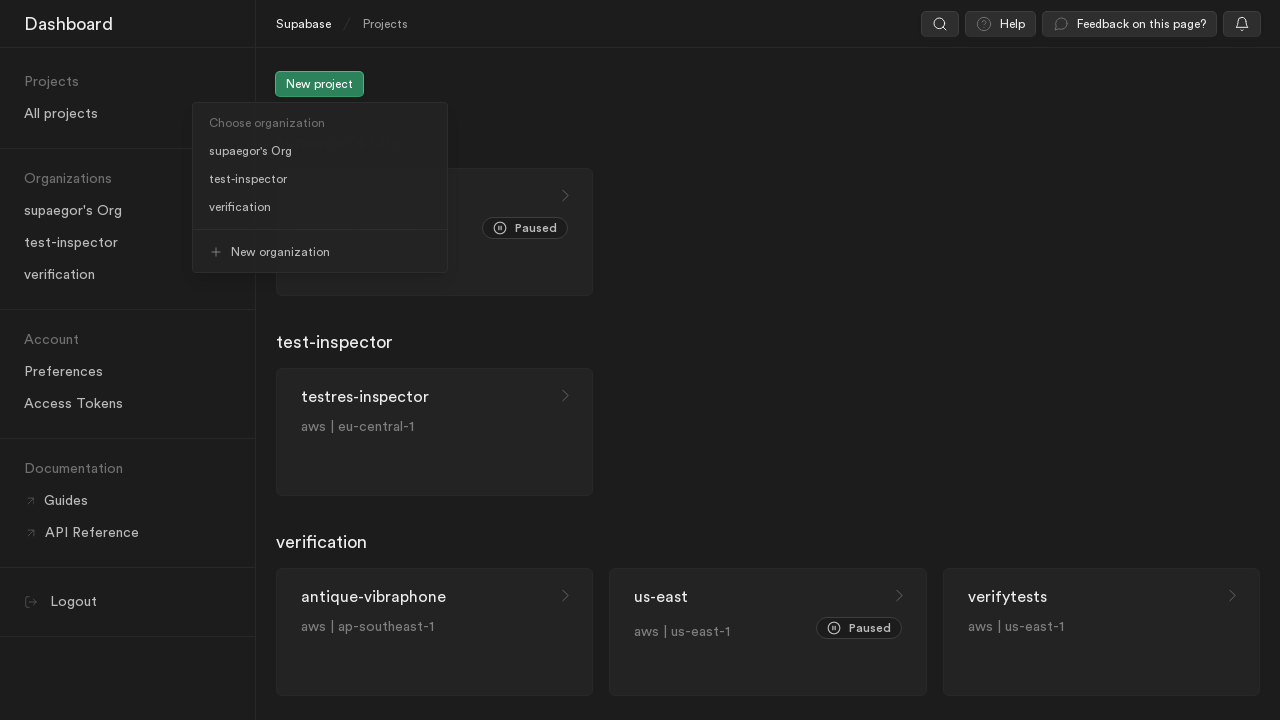 Dashboard
Supabase / Projects
Help
Feedback on this page?
Projects
All projects
Organizations
supaegor's Org
test-inspector
verification
Account
Preferences
Access Tokens
Documentation
Guides
API Reference
Logout
New project
Choose organization
supaegor's Org
test-inspector
verification
New organization
Paused
test-inspector
testres-inspector
aws | eu-central-1
verification
antique-vibraphone
aws | ap-southeast-1
us-east
aws | us-east-1
Paused
verifytests
aws | us-east-1